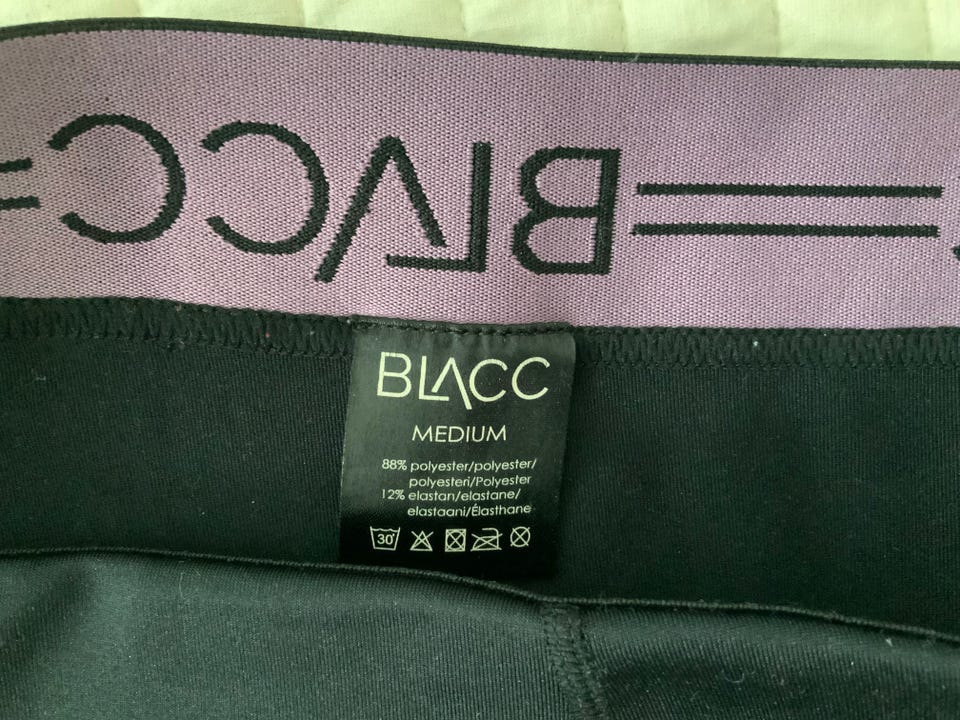 BLACC
BLACC
MEDIUM
88% polyester/polyester/
polyesteri/Polyester
12% elastan/elastane/
elastaani/Élasthane
30